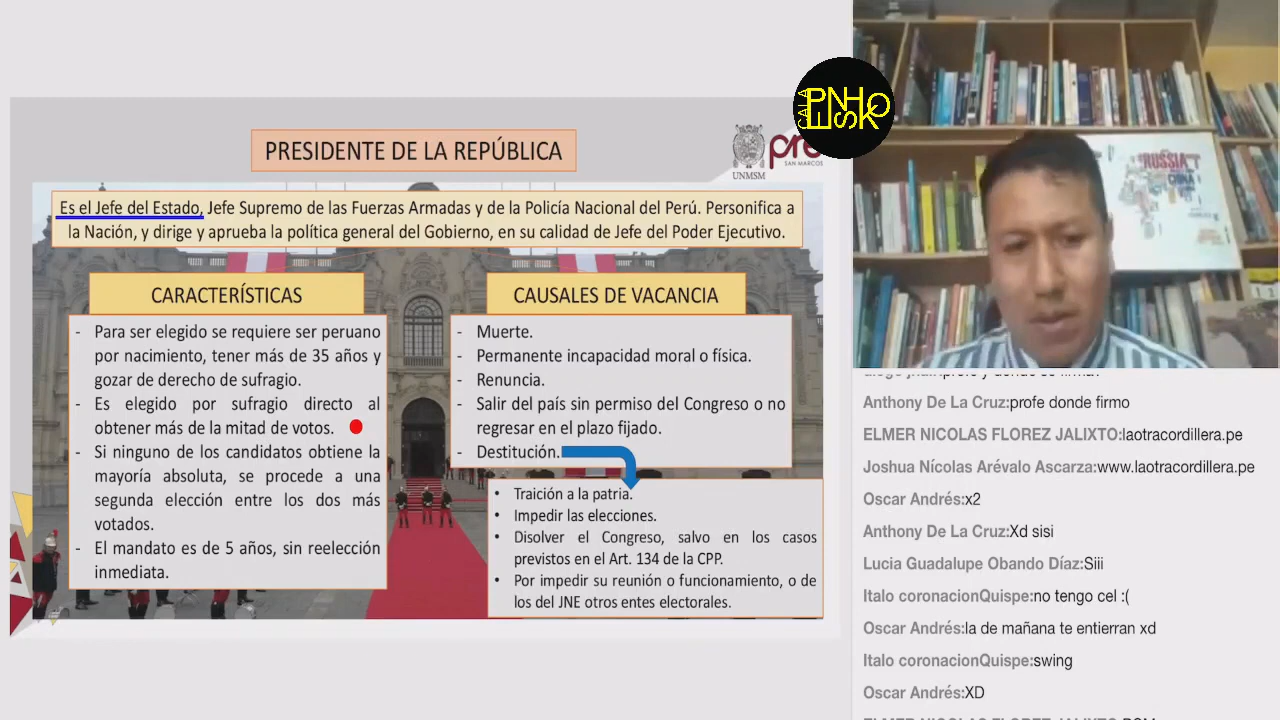 PRESIDENTE DE LA REPÚBLICA
UNMSM
SAN MARCOS
CALA
Es el Jefe del Estado, Jefe Supremo de las Fuerzas Armadas y de la Policía Nacional del Perú. Personifica a
la Nación, y dirige y aprueba la política general del Gobierno, en su calidad de Jefe del Poder Ejecutivo.
CARACTERÍSTICAS
- Para ser elegido se requiere ser peruano
por nacimiento, tener más de 35 años y
gozar de derecho de sufragio.
- Es elegido por sufragio directo al
obtener más de la mitad de votos.
- Si ninguno de los candidatos obtiene la
mayoría absoluta, se procede a una
segunda elección entre los dos más
votados.
- El mandato es de 5 años, sin reelección
inmediata.
CAUSALES DE VACANCIA
- Muerte.
- Permanente incapacidad moral o física.
- Renuncia.
- Salir del país sin permiso del Congreso o no
regresar en el plazo fijado.
- Destitución.
• Traición a la patria.
• Impedir las elecciones.
• Disolver el Congreso, salvo en los casos
previstos en el Art. 134 de la CPP.
• Por impedir su reunión o funcionamiento, o de
los del JNE otros entes electorales.
RUSSIA
CHINA
Anthony De La Cruz:profe donde firmo
ELMER NICOLAS FLOREZ JALIXTO:laotracordillera.pe
Joshua Nícolas Arévalo Ascarza:www.laotracordillera.pe
Oscar Andrés:x2
Anthony De La Cruz:Xd sisi
Lucia Guadalupe Obando Díaz:Siii
Italo coronacionQuispe:no tengo cel :(
Oscar Andrés:la de mañana te entierran xd
Italo coronacionQuispe:swing
Oscar Andrés:XD